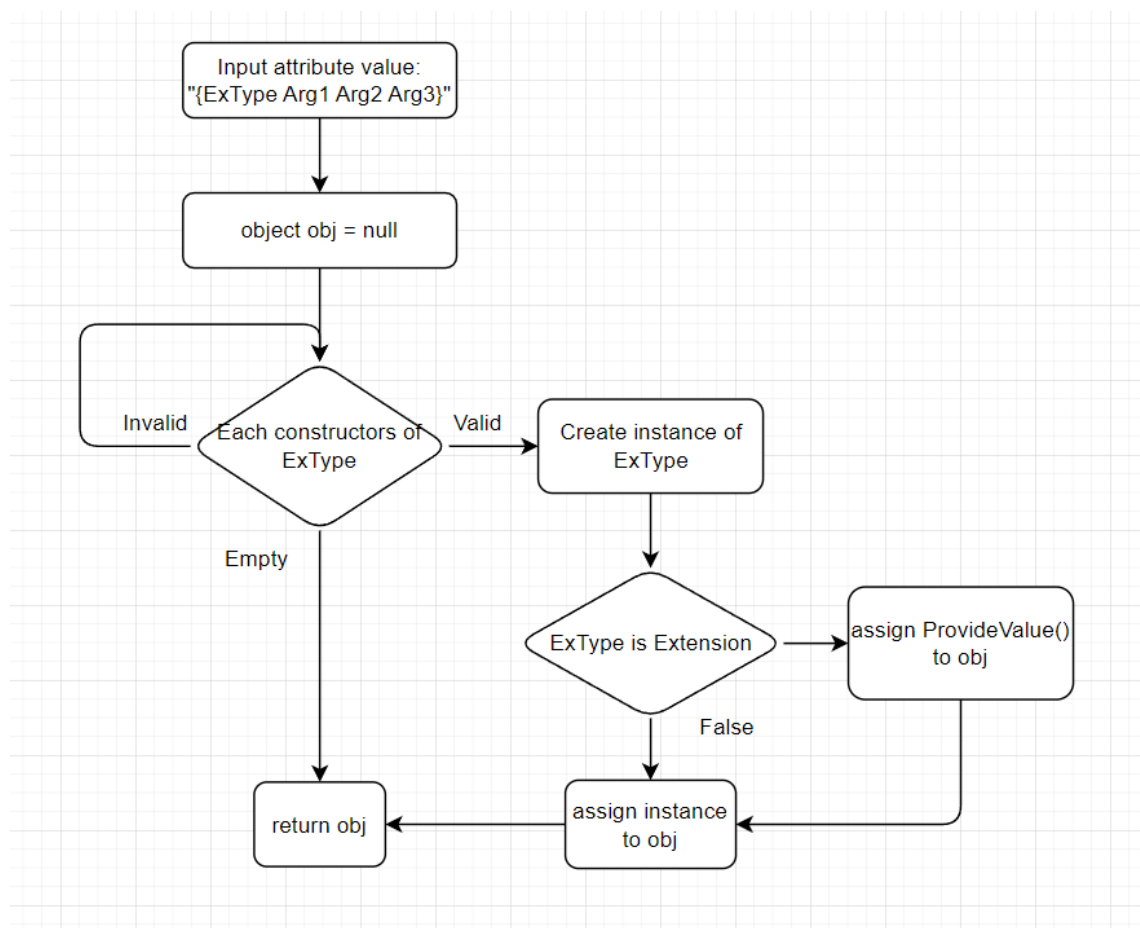 Input attribute value:
"{ExType Arg1 Arg2 Arg3}"
object obj = null
Invalid
Each constructors of
ExType
Valid
Create instance of
ExType
Empty
ExType is Extension
assign ProvideValue()
to obj
False
assign instance
to obj
return obj